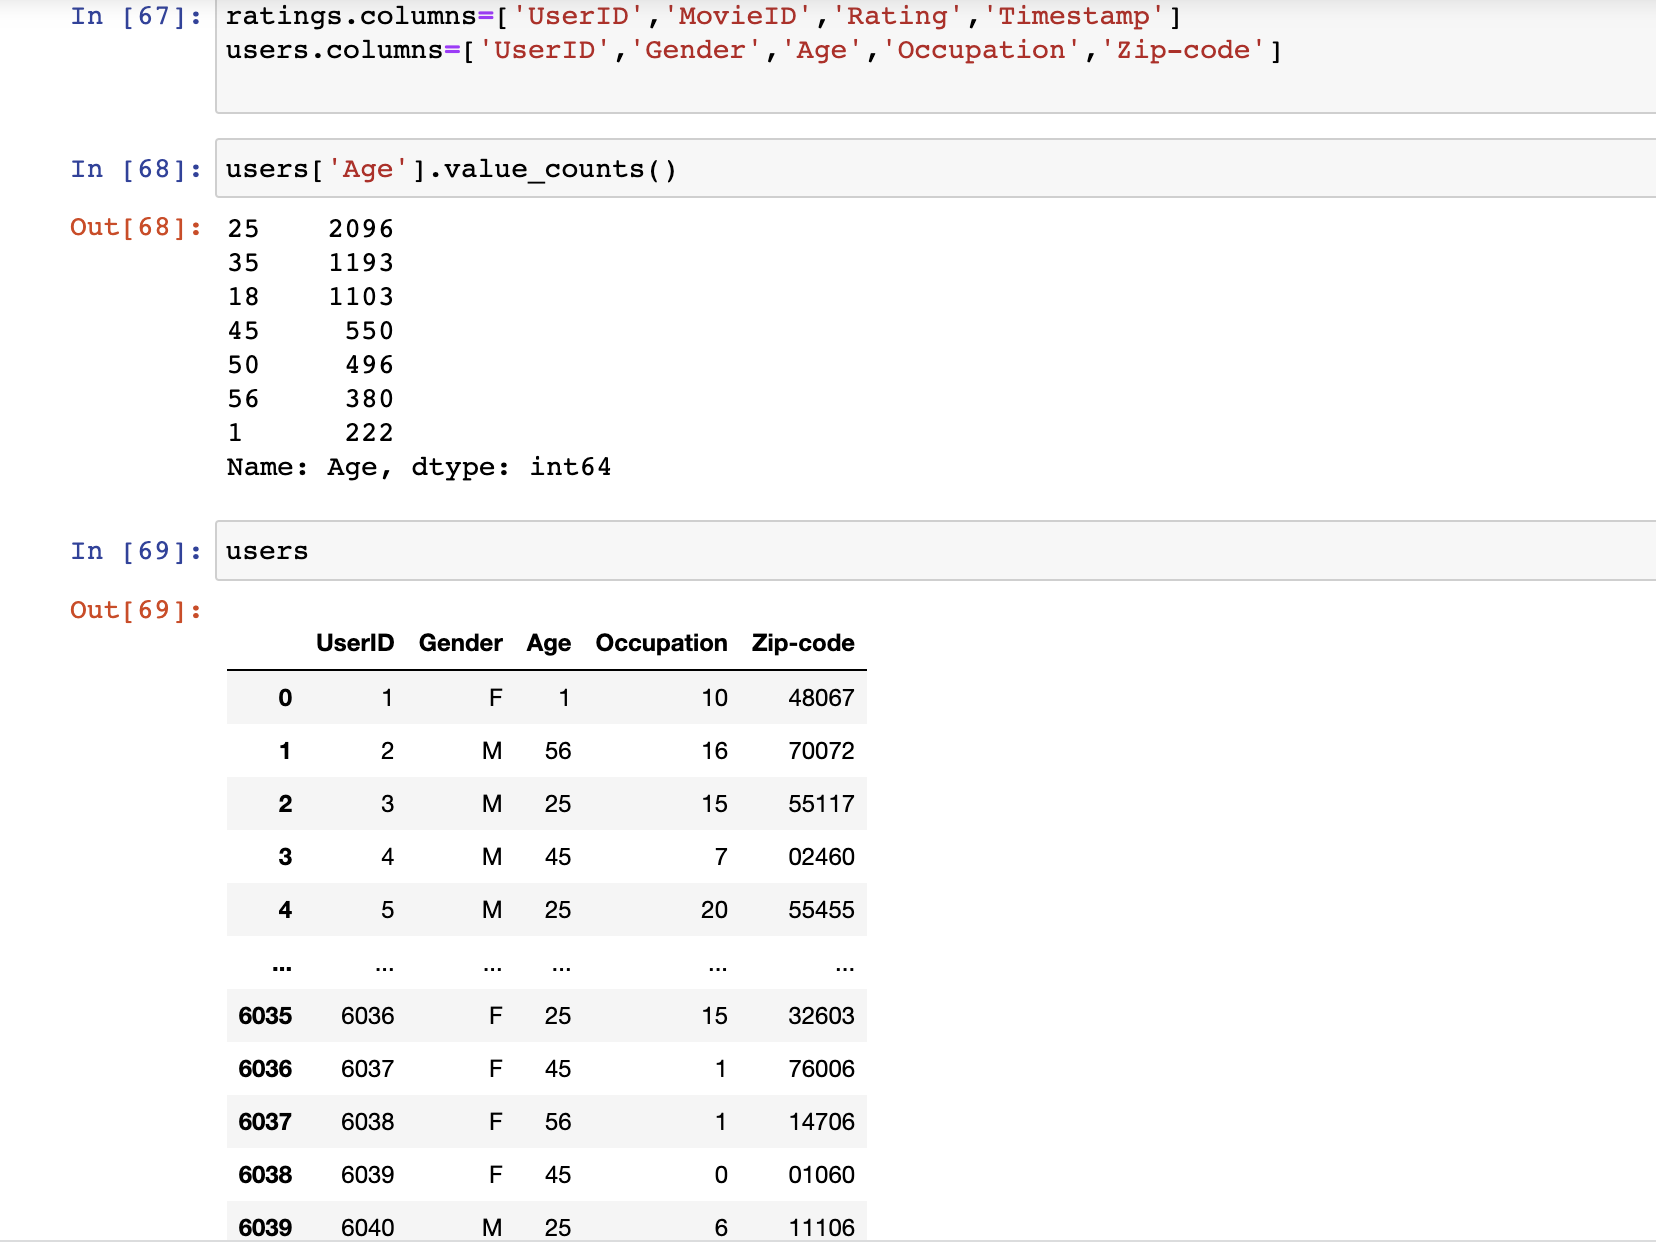 In [67]: ratings.columns=['UserID','MovieID','Rating','Timestamp']
users.columns=['UserID','Gender','Age','Occupation','Zip-code']
In [68]: users['Age'].value_counts()
Out[68]: 25 2096
35 1193
18 1103
45 550
50 496
56 380
1 222
Name: Age, dtype: int64
In [69]: users
Out[69]:
UserID Gender Age Occupation Zip-code
0 1 F 1 10 48067
1 2 M 56 16 70072
2 3 M 25 15 55117
3 4 M 45 7 02460
4 5 M 25 20 55455
... ... ... ... ... ...
6035 6036 F 25 15 32603
6036 6037 F 45 1 76006
6037 6038 F 56 1 14706
6038 6039 F 45 0 01060
6039 6040 M 25 6 11106